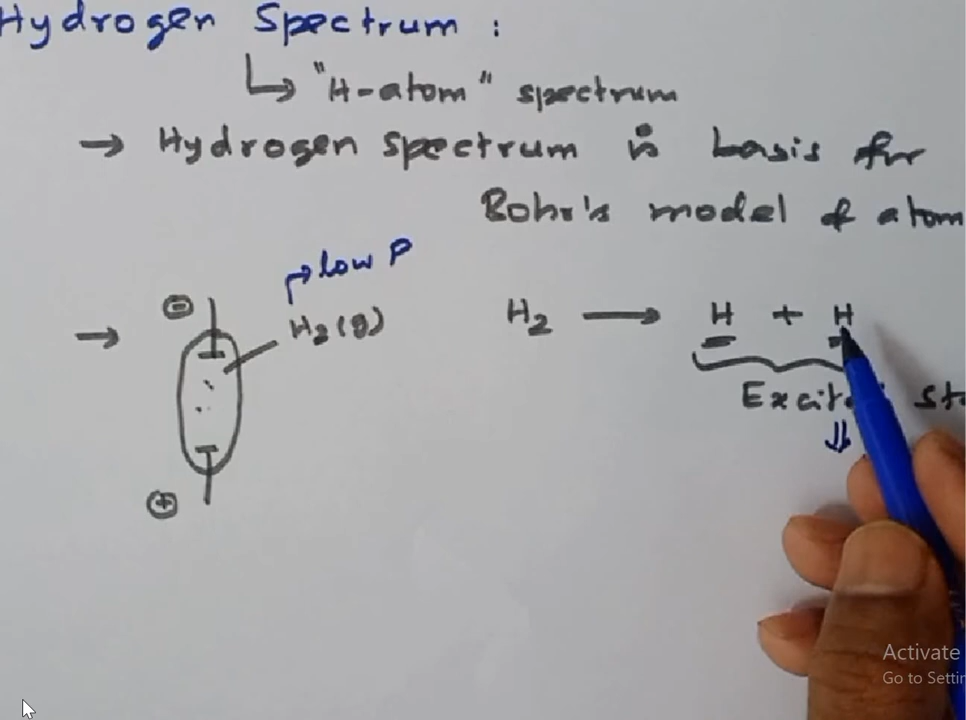 Hydrogen Spectrum :
↳ "H-atom" spectrum
→ Hydrogen spectrum is basis for
Bohr's model of atom
→ low P
→ ⊖ H2(g)
H2 → H + H
⇓
⊕
Activate